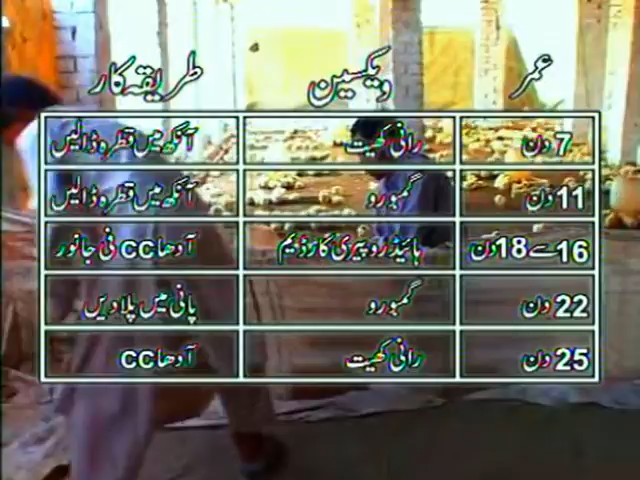 عمر ویکسین طریقہ کار
7 دن رانی کھیت آنکھ میں قطرہ ڈالیں
11 دن گمبورو آنکھ میں قطرہ ڈالیں
16 سے 18 دن ہائیڈرو پیری کارڈیم آدھا CC فی جانور
22 دن گمبورو پانی میں پلا دیں
25 دن رانی کھیت آدھا CC